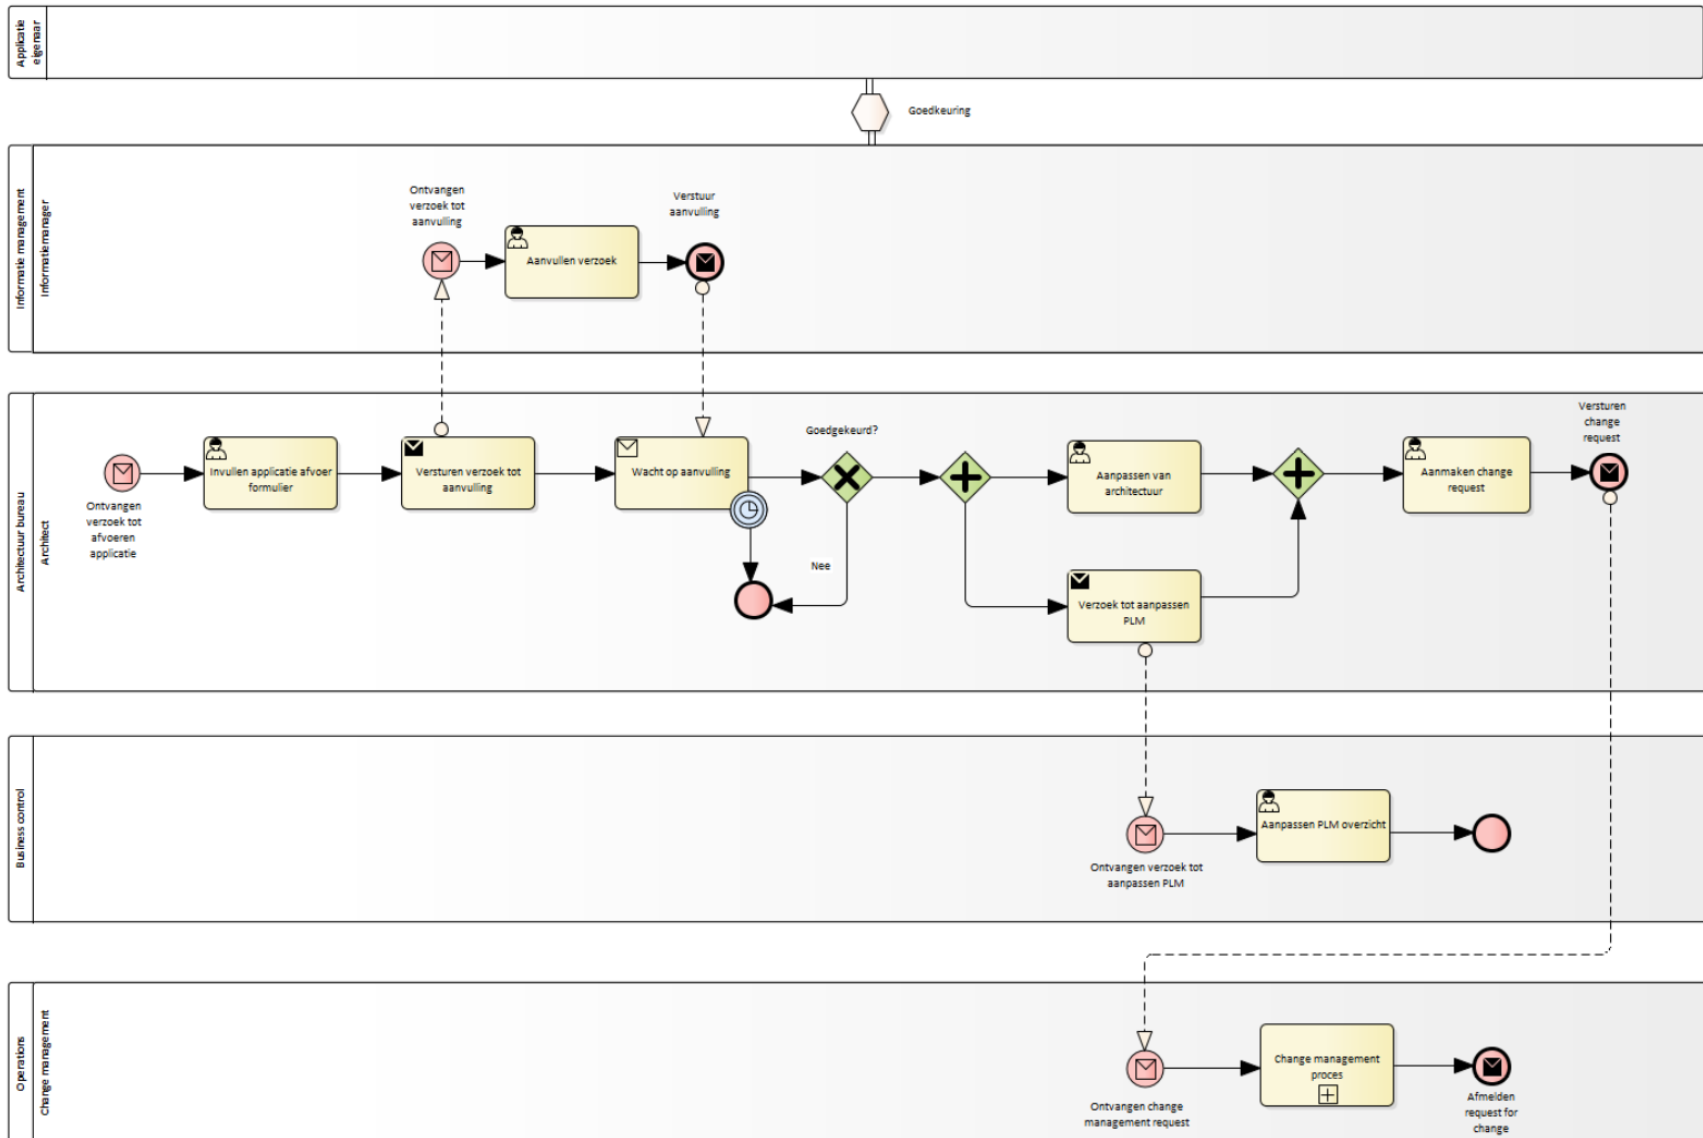 Applicatie
eigenaar
Goedkeuring
Informatie management
Informatiemanager
Ontvangen
verzoek tot
aanvulling
Aanvullen verzoek
Verstuur
aanvulling
Architectuur bureau
Architect
Ontvangen
verzoek tot
afvoeren
applicatie
Invullen applicatie afvoer
formulier
Versturen verzoek tot
aanvulling
Wacht op aanvulling
Goedgekeurd?
Nee
Aanpassen van
architectuur
Verzoek tot aanpassen
PLM
Aanmaken change
request
Versturen
change
request
Business control
Ontvangen verzoek tot
aanpassen PLM
Aanpassen PLM overzicht
Operations
Change management
Ontvangen change
management request
Change management
proces
Afmelden
request for
change